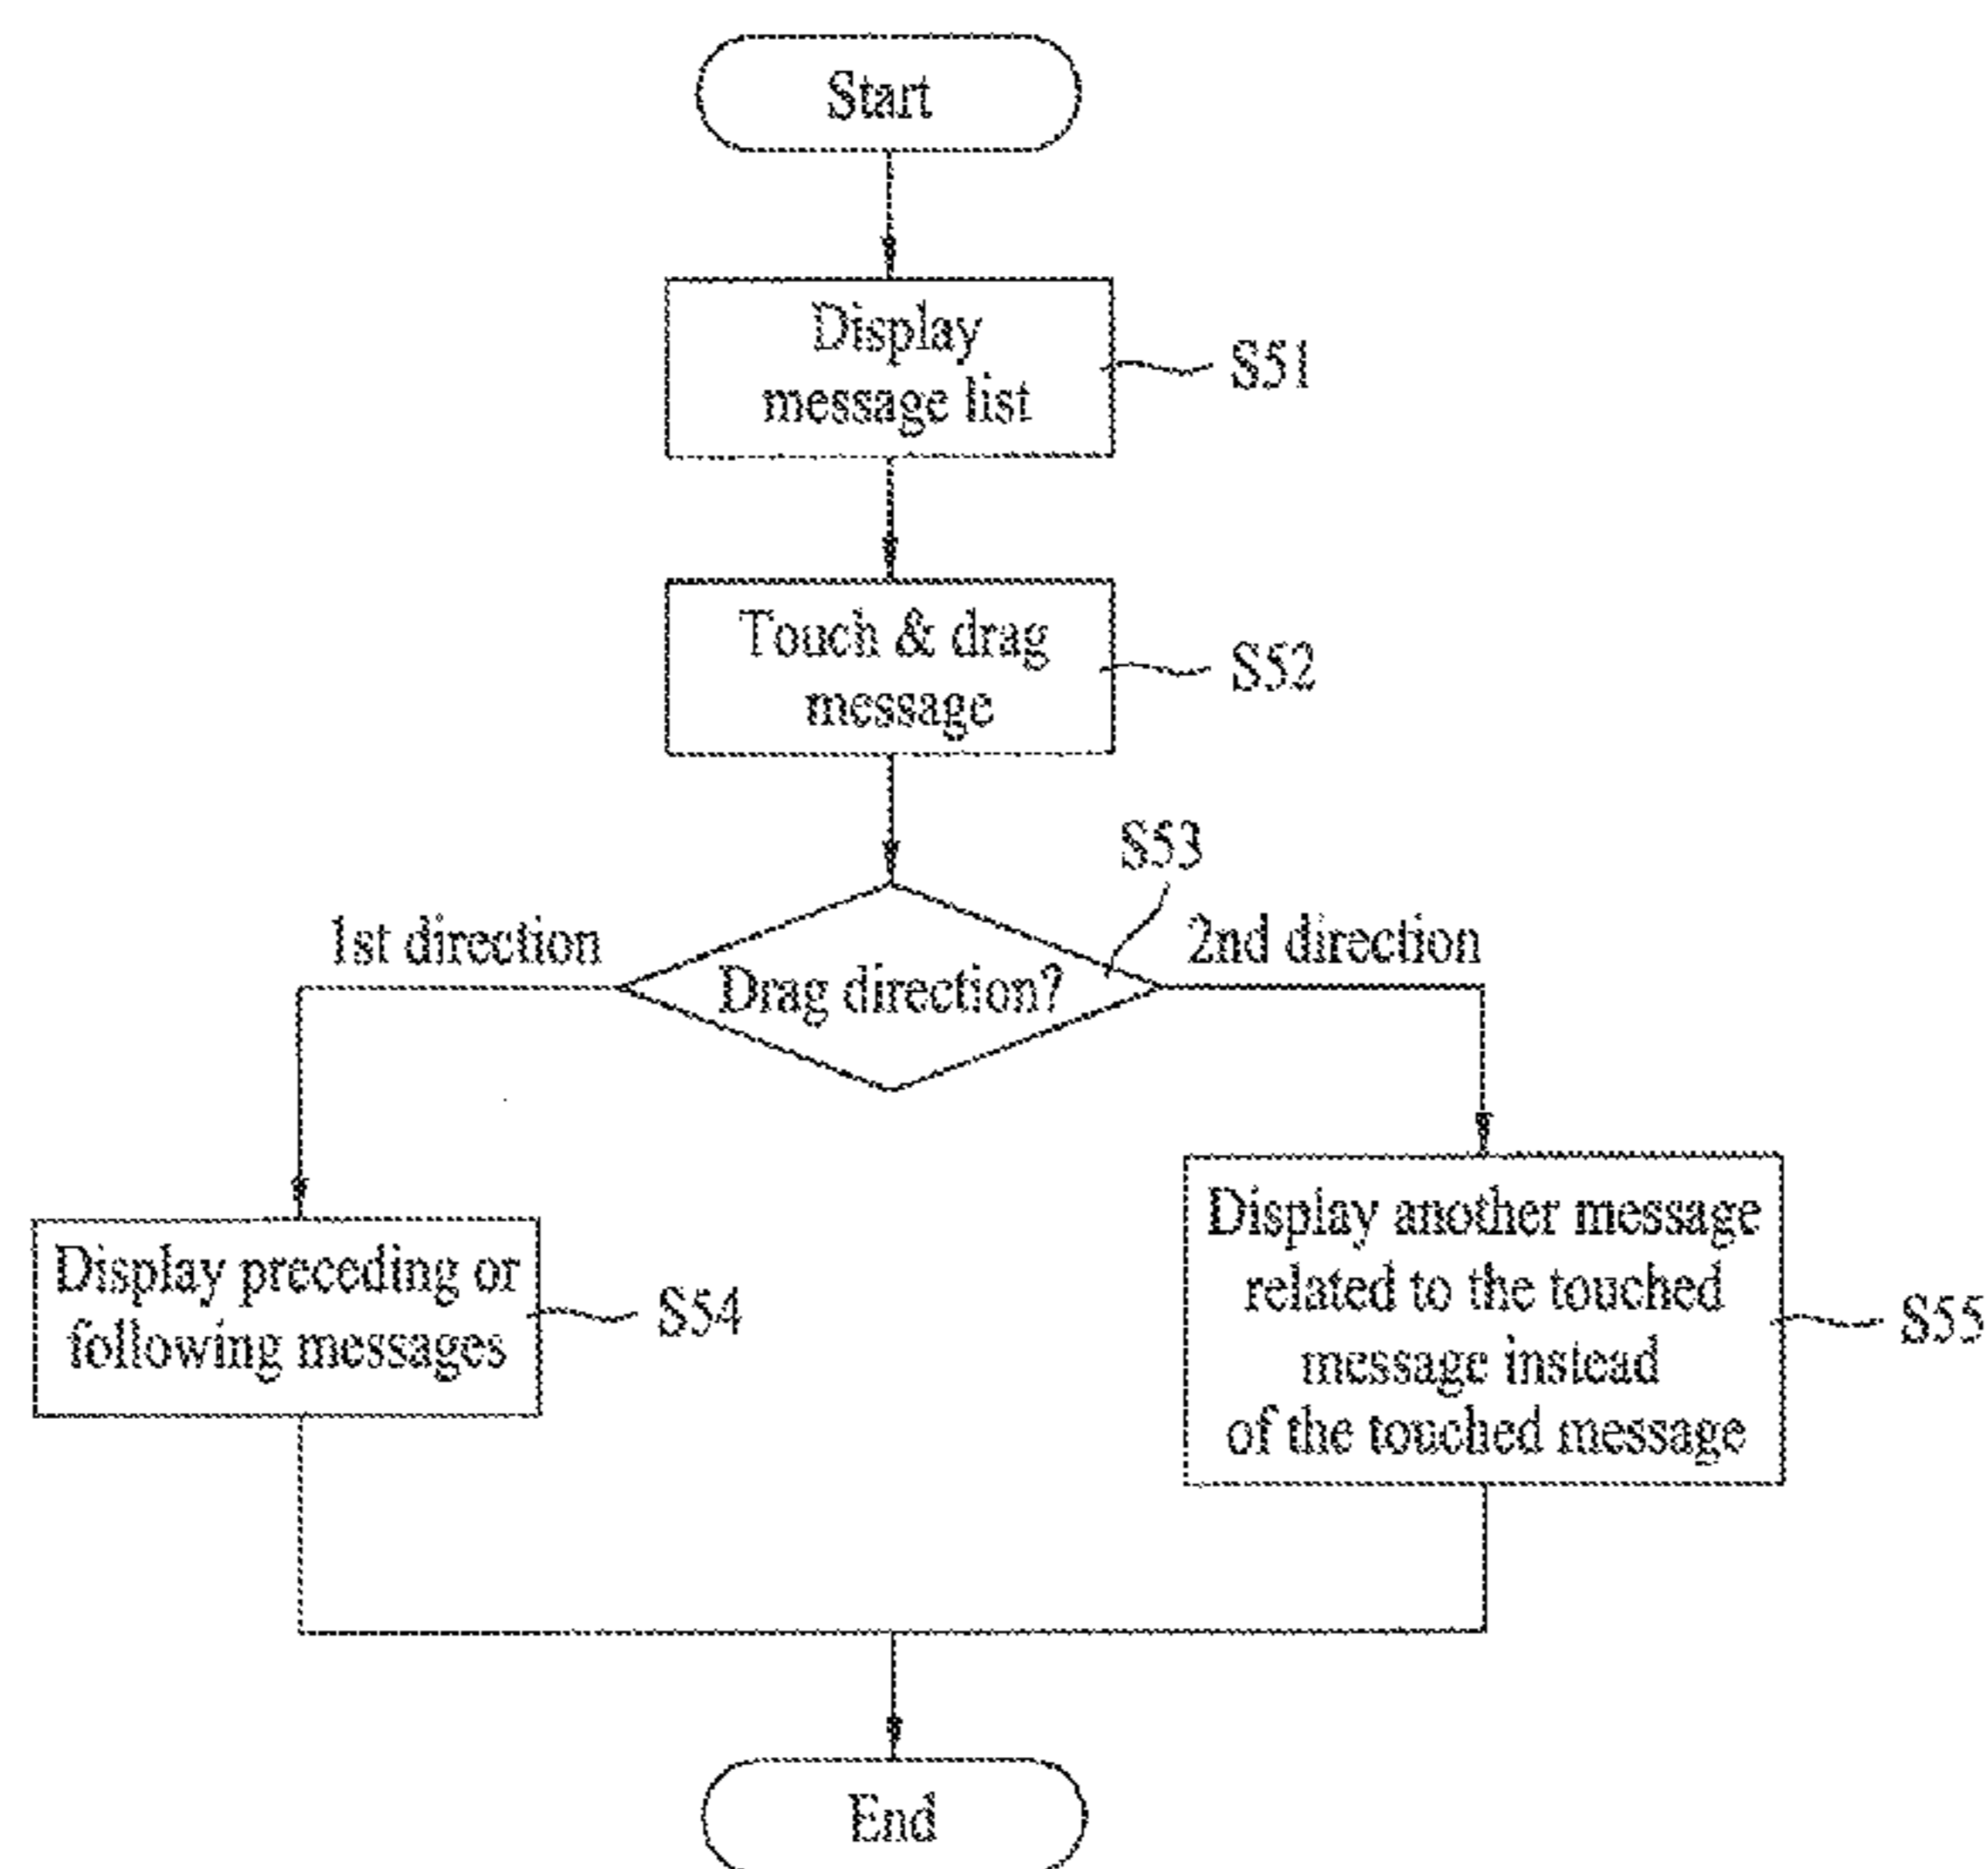 Start
Display
message list
S51
Touch & drag
message
S52
S53
1st direction
Drag direction?
2nd direction
Display preceding or
following messages
S54
Display another message
related to the touched
message instead
of the touched message
S55
End